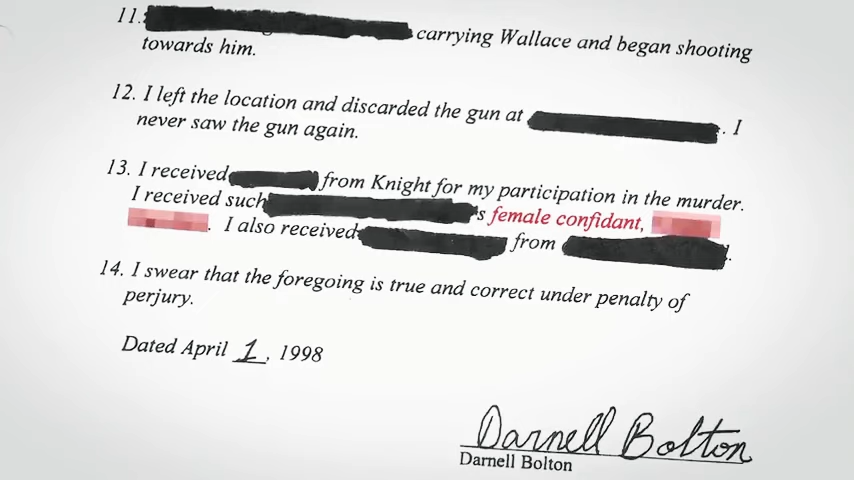 11. carrying Wallace and began shooting
towards him.
12. I left the location and discarded the gun at . I
never saw the gun again.
13. I received from Knight for my participation in the murder.
I received such 's female confidant,
. I also received from .
14. I swear that the foregoing is true and correct under penalty of
perjury.
Dated April 1, 1998
Darnell Bolton
Darnell Bolton